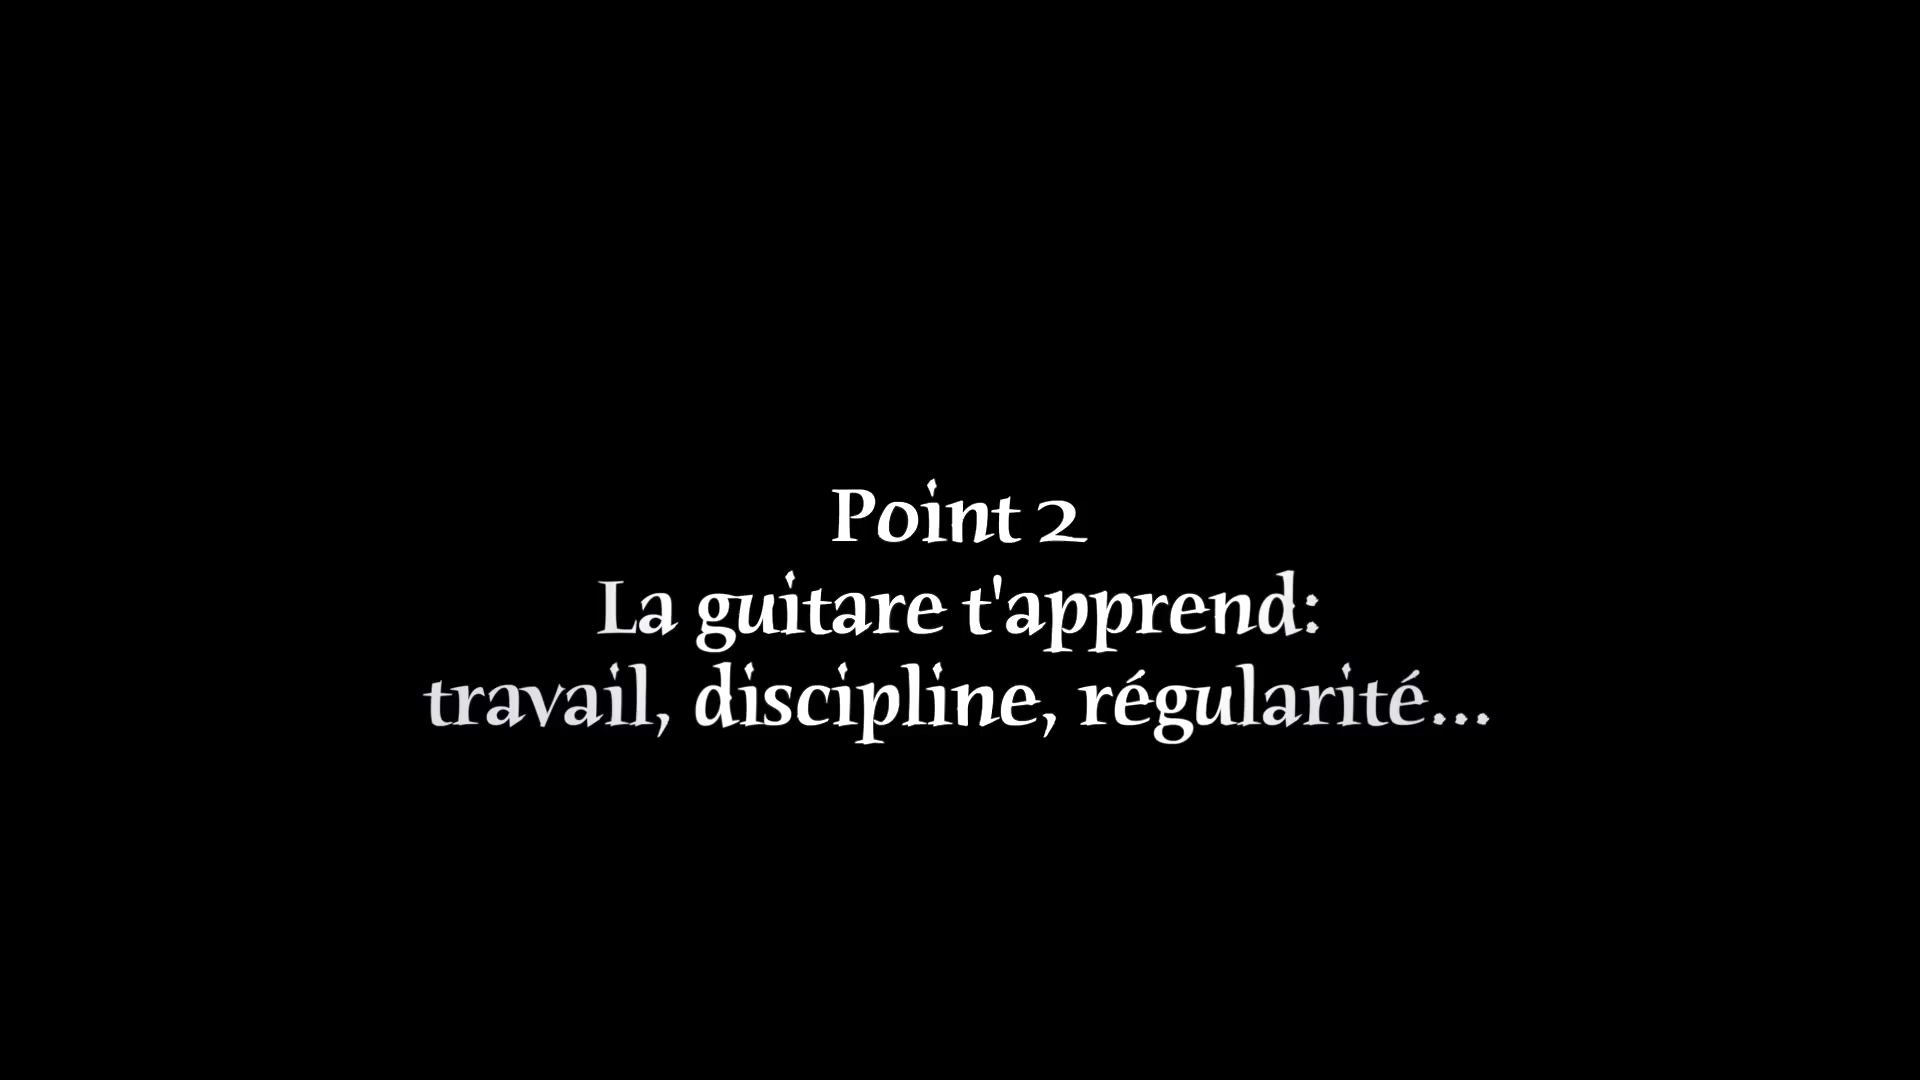 Point 2
La guitare t'apprend:
travail, discipline, régularité...